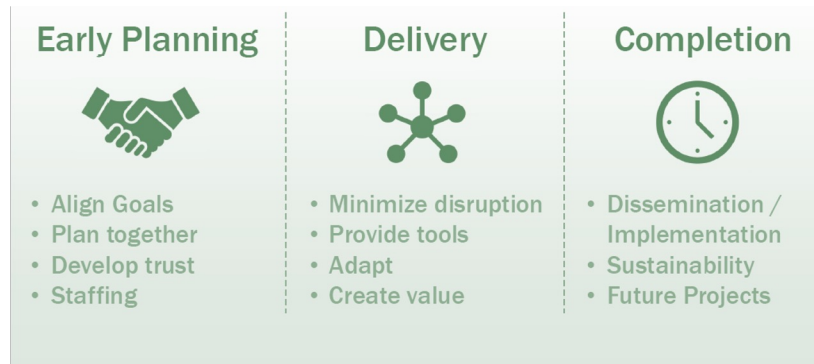 Early Planning
• Align Goals
• Plan together
• Develop trust
• Staffing
Delivery
• Minimize disruption
• Provide tools
• Adapt
• Create value
Completion
• Dissemination /
Implementation
• Sustainability
• Future Projects